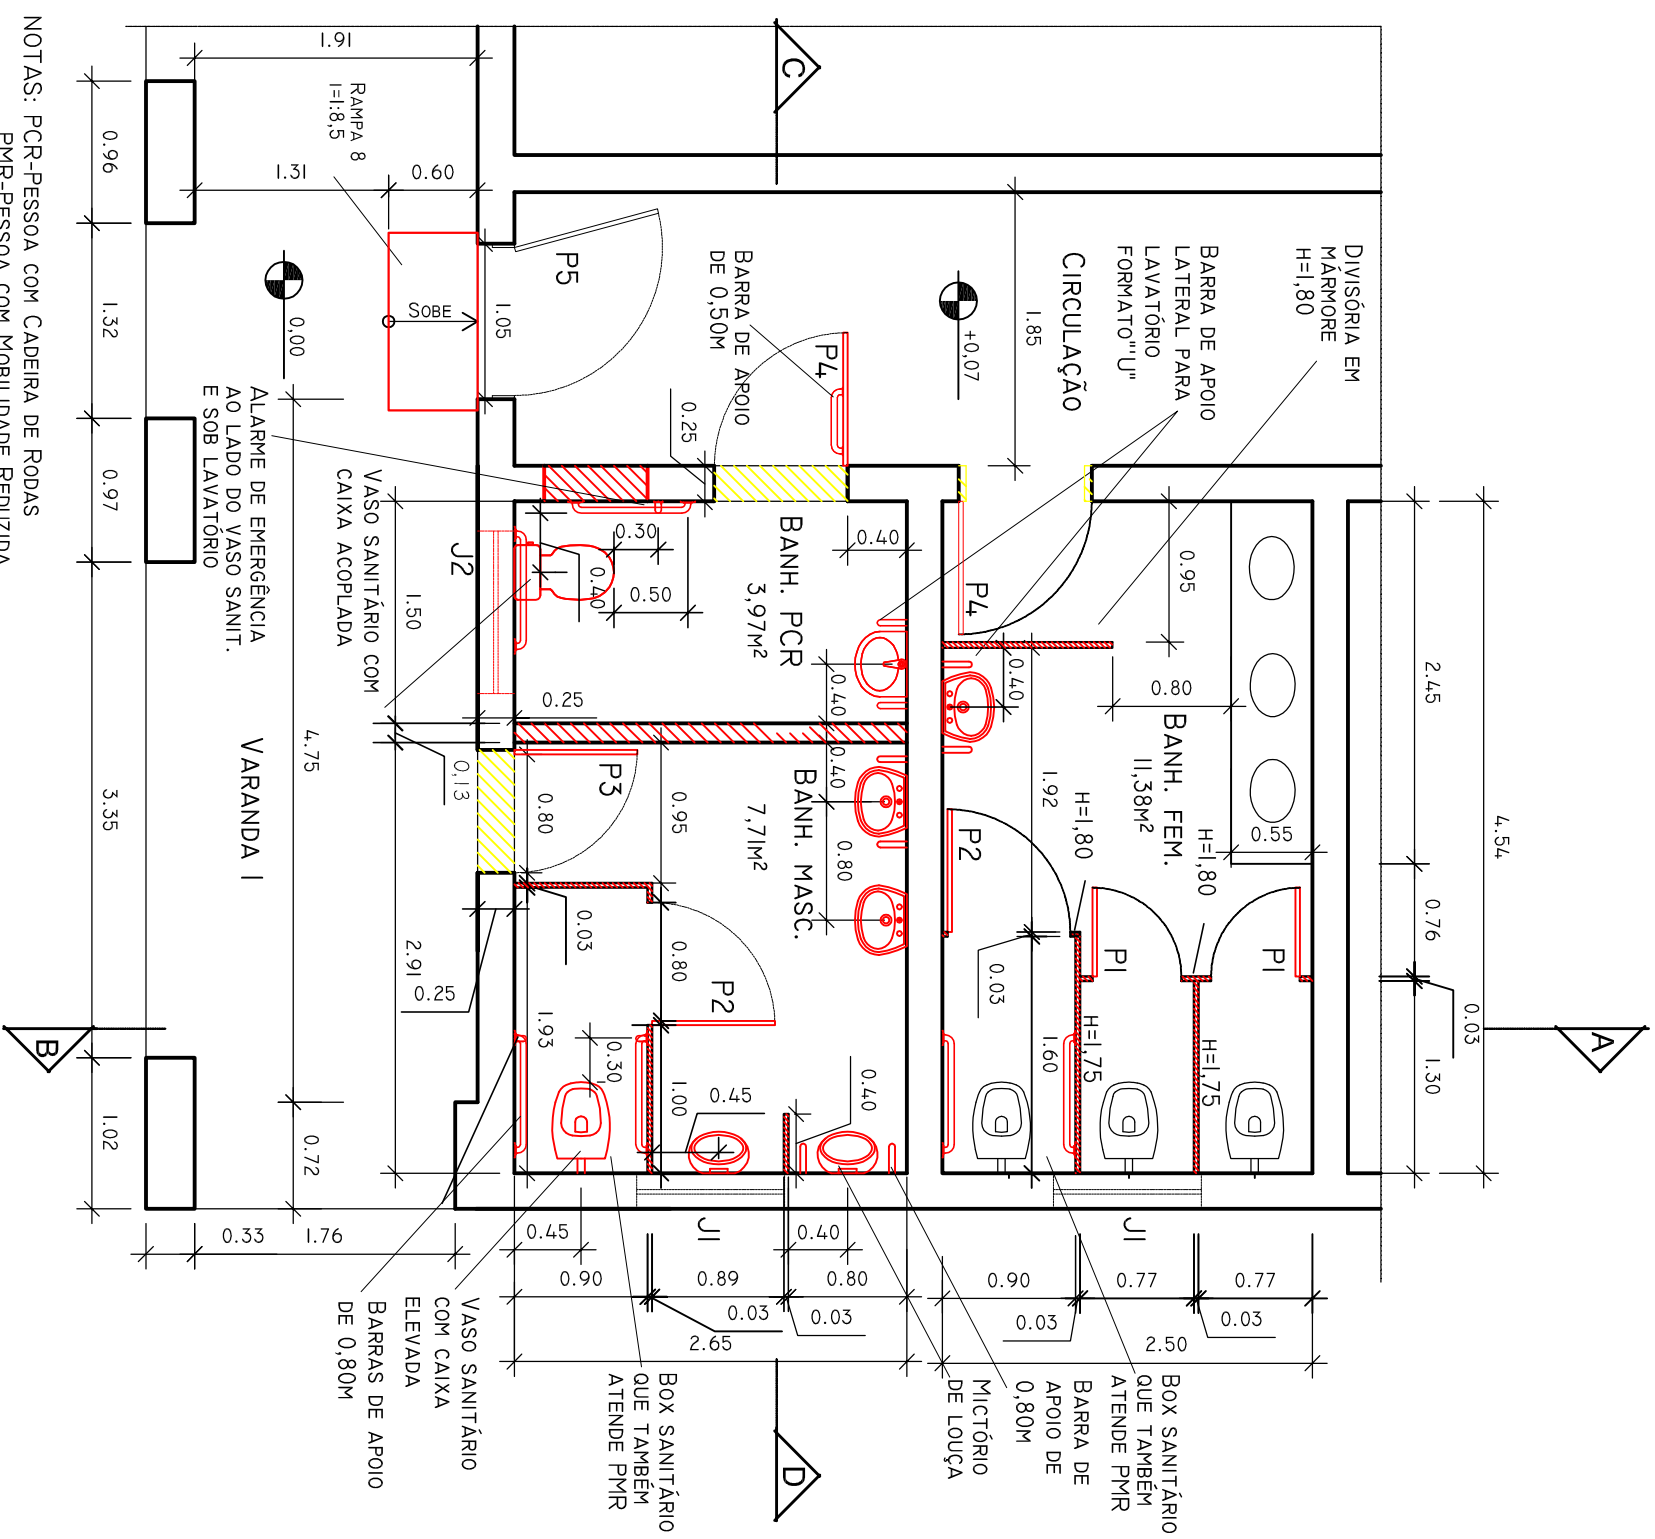 NOTAS: PCR-PESSOA COM CADEIRA DE RODAS
PMR-PESSOA COM MOBILIDADE REDUZIDA
A
B
C
D
DIVISÓRIA EM
MÁRMORE
H=1,80
BARRA DE APOIO
LATERAL PARA
LAVATÓRIO
FORMATO"U"
CIRCULAÇÃO
+0,07
1.85
BARRA DE APOIO
DE 0,50M
P4
P5
RAMPA 8
I=1:8,5
SOBE
1.05
0.60
1.31
1.91
0,00
0.96
1.32
0.97
3.35
1.02
ALARME DE EMERGÊNCIA
AO LADO DO VASO SANIT.
E SOB LAVATÓRIO
VASO SANITÁRIO COM
CAIXA ACOPLADA
J2
1.50
4.75
0,13
VARANDA 1
2.91
0.25
0.72
0.33
1.76
BANH. PCR
3,97M²
0.25
0.30
0.40
0.50
0.40
0.40
0.25
BANH. MASC.
7,71M²
P3
0.80
0.95
0.40
0.80
0.03
0.80
P2
1.93
0.30
1.00
0.45
0.40
BANH. FEM.
11,38M²
P4
0.95
0.40
0.80
1.92
H=1,80
H=1,80
0.55
P2
P1
P1
0.03
1.60
H=1,75
H=1,75
2.45
4.54
0.76
0.03
1.30
J1
J1
0.45
0.90
0.89
0.40
0.80
0.03
0.03
2.65
0.90
0.77
0.77
0.03
0.03
2.50
BOX SANITÁRIO
QUE TAMBÉM
ATENDE PMR
BARRA DE
APOIO DE
0,80M
MICTÓRIO
DE LOUÇA
BOX SANITÁRIO
QUE TAMBÉM
ATENDE PMR
VASO SANITÁRIO
COM CAIXA
ELEVADA
BARRAS DE APOIO
DE 0,80M